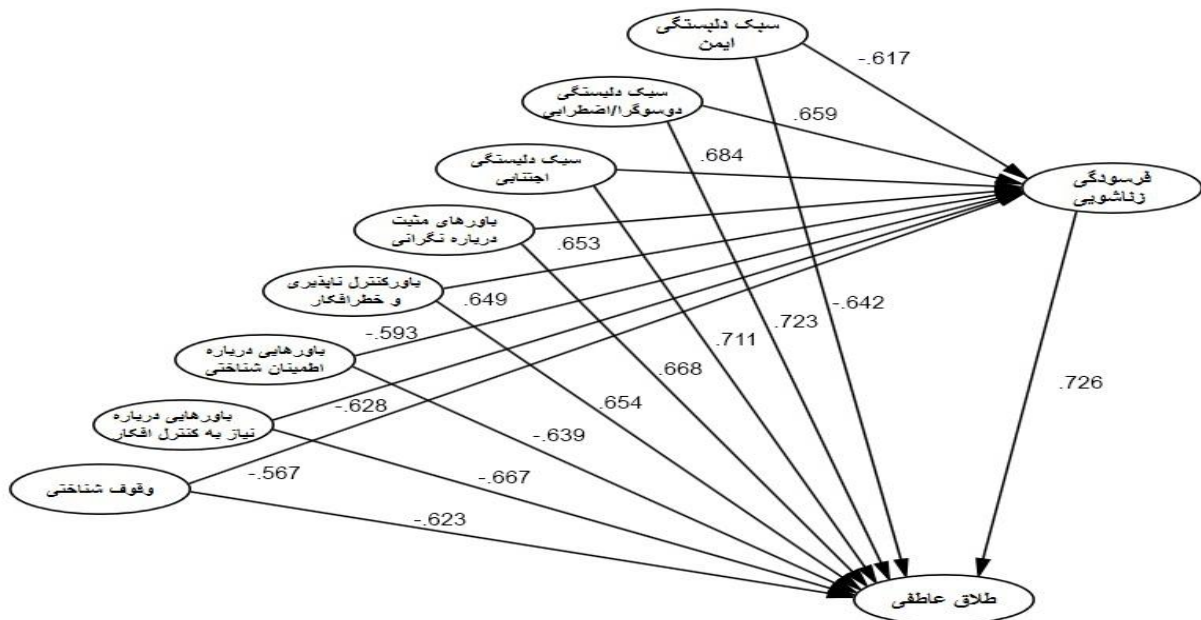 سبک دلبستگی
ایمن
-.617
سبک دلبستگی
دوسوگرا/اضطرابی
.659
سبک دلبستگی
اجتنابی
.684
فرسودگی
زناشویی
باورهای مثبت
درباره نگرانی
.653
باورکنترل ناپذیری
و خطرافکار
.649
-.642
-.593
.723
.711
باورهایی درباره
اطمینان شناختی
.668
.726
-.628
.654
باورهایی درباره
نیاز به کنترل افکار
-.639
-.567
-.667
وقوف شناختی
-.623
طلاق عاطفی